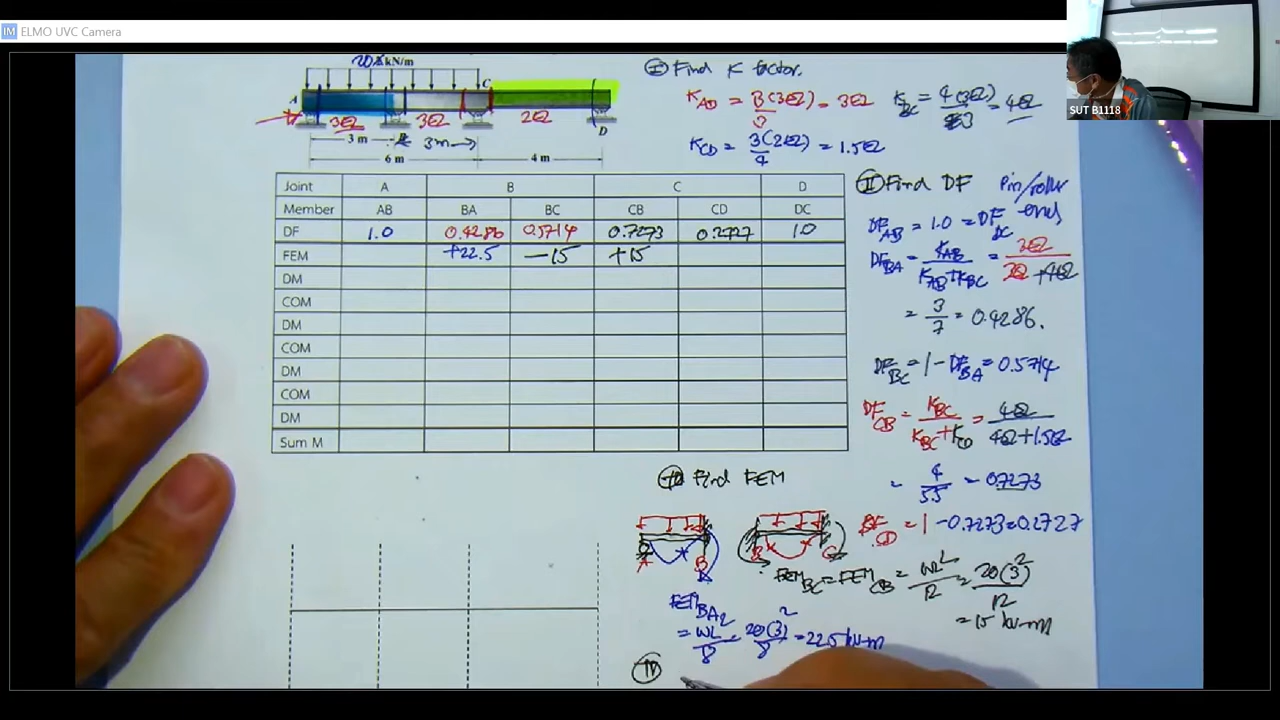 IM ELMO UVC Camera
SUT B1118
20 kN/m
A
C
3EI 3EI 2EI
D
3 m 3m
6 m 4 m
Ⅰ Find K factor.
K_AB = 3(3EI)/3 = 3EI
K_BC = 4(3EI)/3 = 4EI
K_CD = 3(2EI)/4 = 1.5EI
Joint A B C D
Member AB BA BC CB CD DC
DF 1.0 0.4286 0.5714 0.7273 0.2727 1.0
FEM +22.5 -15 +15
DM
COM
DM
COM
DM
COM
DM
Sum M
Ⅱ Find DF Pin/roller ends
DF_AB = 1.0 = DF_DC
DF_BA = K_AB/(K_AB+K_BC) = 3EI/(3EI+4EI)
= 3/7 = 0.4286.
DF_BC = 1 - DF_BA = 0.5714
DF_CB = K_BC/(K_BC+K_CD) = 4EI/(4EI+1.5EI)
= 4/5.5 = 0.7273
DF_CD = 1 - 0.7273 = 0.2727
Find FEM
A B
B C
FEM_BC = FEM_CB = WL²/12 = 20(3)²/12
= 15 kN-m
FEM_BA
= WL²/8 = 20(3)²/8 = 22.5 kN-m
Ⅳ